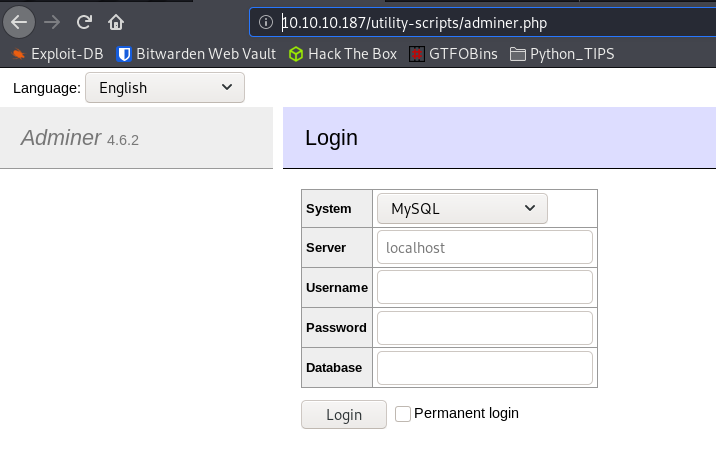 10.10.10.187/utility-scripts/adminer.php
Exploit-DB Bitwarden Web Vault Hack The Box GTFOBins Python_TIPS
Language: English
Adminer 4.6.2 Login
System MySQL
Server localhost
Username
Password
Database
Login Permanent login